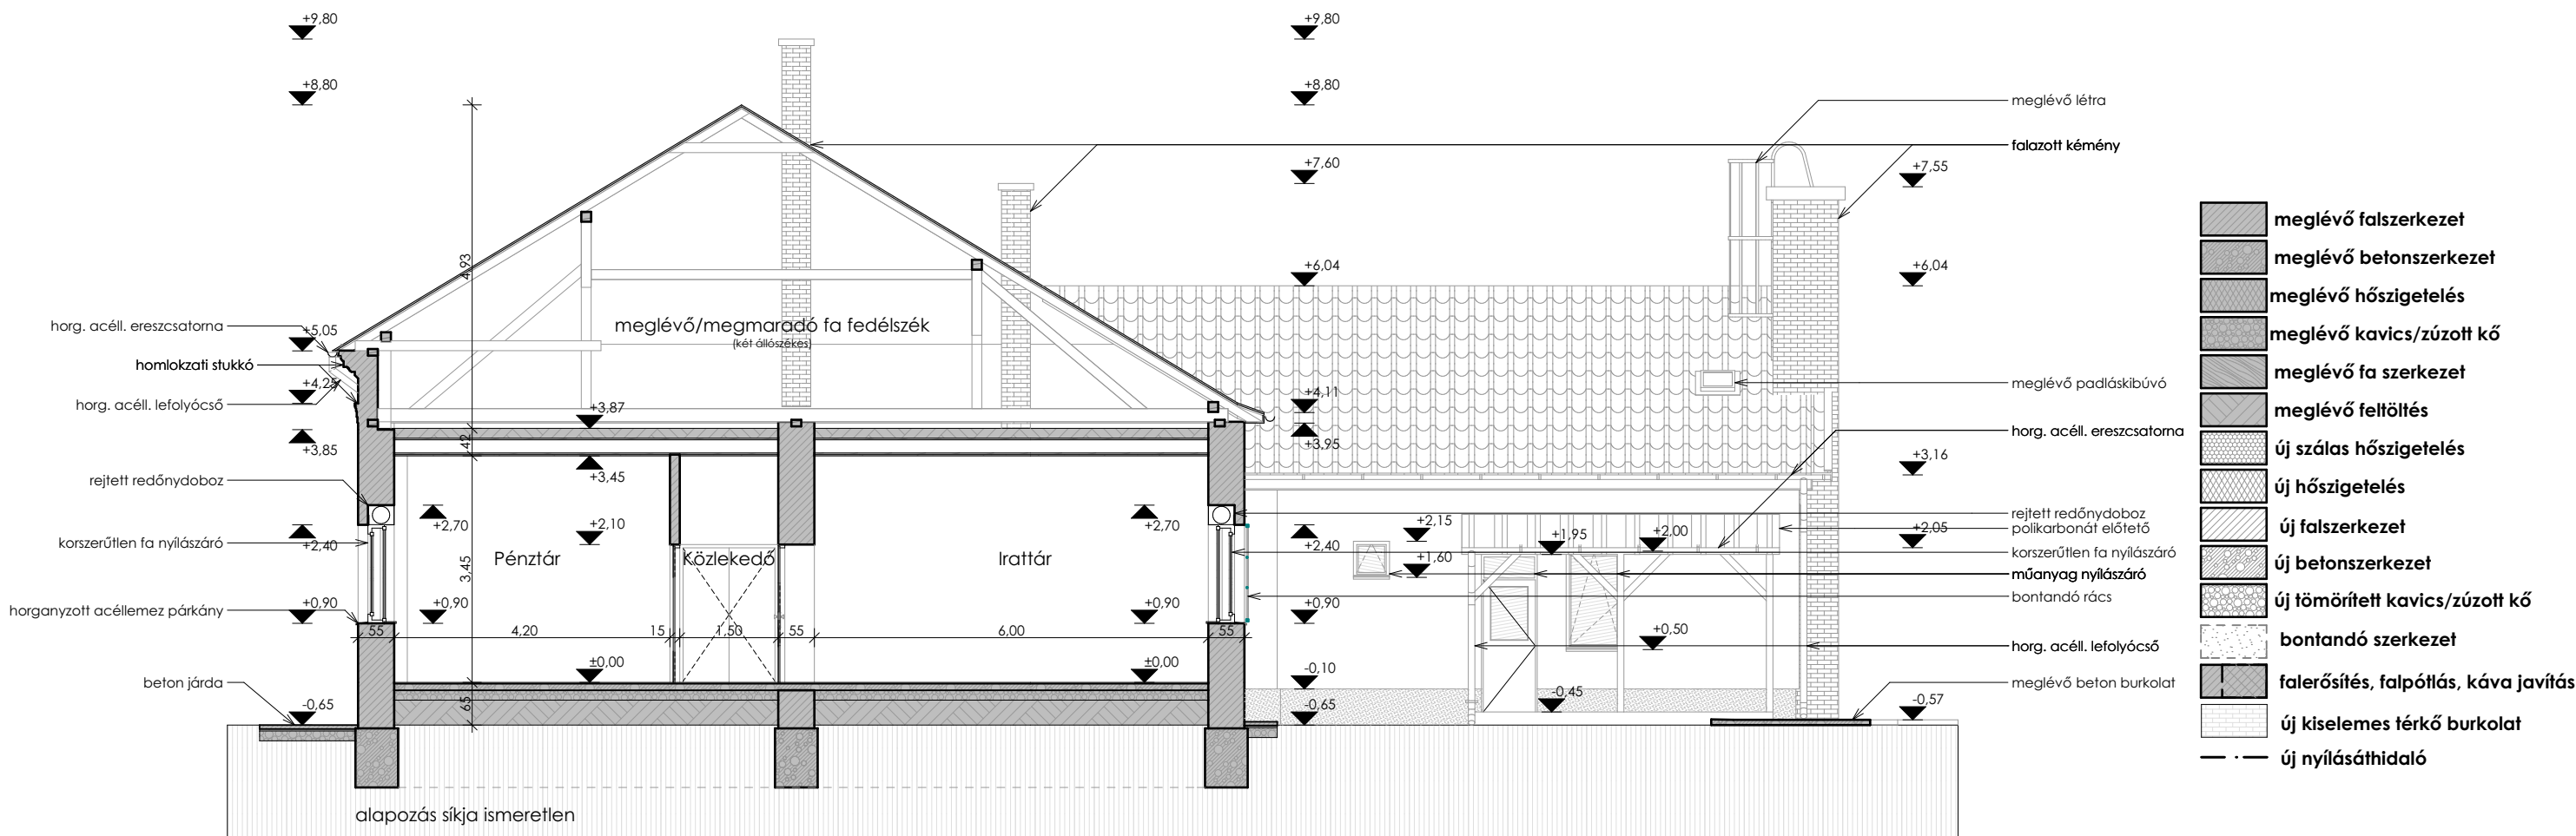 +9,80
+8,80
+5,05
+4,25
+3,85
+2,40
+0,90
-0,65
horg. acéll. ereszcsatorna
homlokzati stukkó
horg. acéll. lefolyócső
rejtett redőnydoboz
korszerűtlen fa nyílászáró
horganyzott acéllemez párkány
beton járda
4,93
42
3,45
65
meglévő/megmaradó fa fedélszék
(két állószékes)
+3,87
+3,45
+2,70
+2,10
+2,70
Pénztár
Közlekedő
Irattár
+0,90
+0,90
55
4,20
15
1,50
55
6,00
55
±0,00
±0,00
alapozás síkja ismeretlen
+9,80
+8,80
+7,60
+6,04
+4,11
+3,95
+2,40
+0,90
-0,10
-0,65
+2,15
+1,60
+1,95
+2,00
+0,50
-0,45
+7,55
+6,04
+3,16
+2,05
-0,57
meglévő létra
falazott kémény
meglévő padláskibúvó
horg. acéll. ereszcsatorna
rejtett redőnydoboz
polikarbonát előtető
korszerűtlen fa nyílászáró
műanyag nyílászáró
bontandó rács
horg. acéll. lefolyócső
meglévő beton burkolat
meglévő falszerkezet
meglévő betonszerkezet
meglévő hőszigetelés
meglévő kavics/zúzott kő
meglévő fa szerkezet
meglévő feltöltés
új szálas hőszigetelés
új hőszigetelés
új falszerkezet
új betonszerkezet
új tömörített kavics/zúzott kő
bontandó szerkezet
falerősítés, falpótlás, káva javítás
új kiselemes térkő burkolat
új nyílásáthidaló